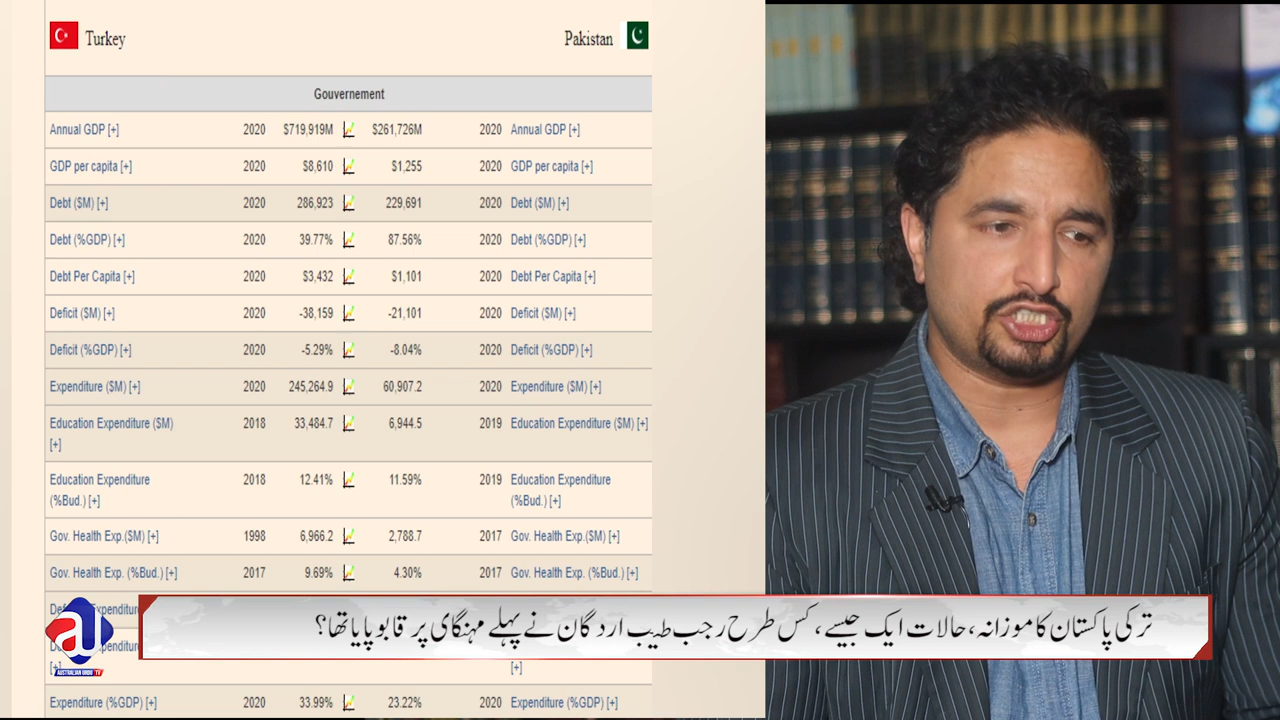 Turkey Pakistan
Gouvernement
Annual GDP [+] 2020 $719,919M $261,726M 2020 Annual GDP [+]
GDP per capita [+] 2020 $8,610 $1,255 2020 GDP per capita [+]
Debt ($M) [+] 2020 286,923 229,691 2020 Debt ($M) [+]
Debt (%GDP) [+] 2020 39.77% 87.56% 2020 Debt (%GDP) [+]
Debt Per Capita [+] 2020 $3,432 $1,101 2020 Debt Per Capita [+]
Deficit ($M) [+] 2020 -38,159 -21,101 2020 Deficit ($M) [+]
Deficit (%GDP) [+] 2020 -5.29% -8.04% 2020 Deficit (%GDP) [+]
Expenditure ($M) [+] 2020 245,264.9 60,907.2 2020 Expenditure ($M) [+]
Education Expenditure ($M) 2018 33,484.7 6,944.5 2019 Education Expenditure ($M) [+]
[+]
Education Expenditure 2018 12.41% 11.59% 2019 Education Expenditure
(%Bud.) [+] (%Bud.) [+]
Gov. Health Exp.($M) [+] 1998 6,966.2 2,788.7 2017 Gov. Health Exp.($M) [+]
Gov. Health Exp. (%Bud.) [+] 2017 9.69% 4.30% 2017 Gov. Health Exp. (%Bud.) [+]
ترکی پاکستان کا موزانہ، حالات ایک جیسے، کس طرح رجب طیب اردگان نے پہلے مہنگای پر قابو پایا تھا؟
[+]
AUSTRALIAN URDU TV
Expenditure (%GDP) [+] 2020 33.99% 23.22% 2020 Expenditure (%GDP) [+]